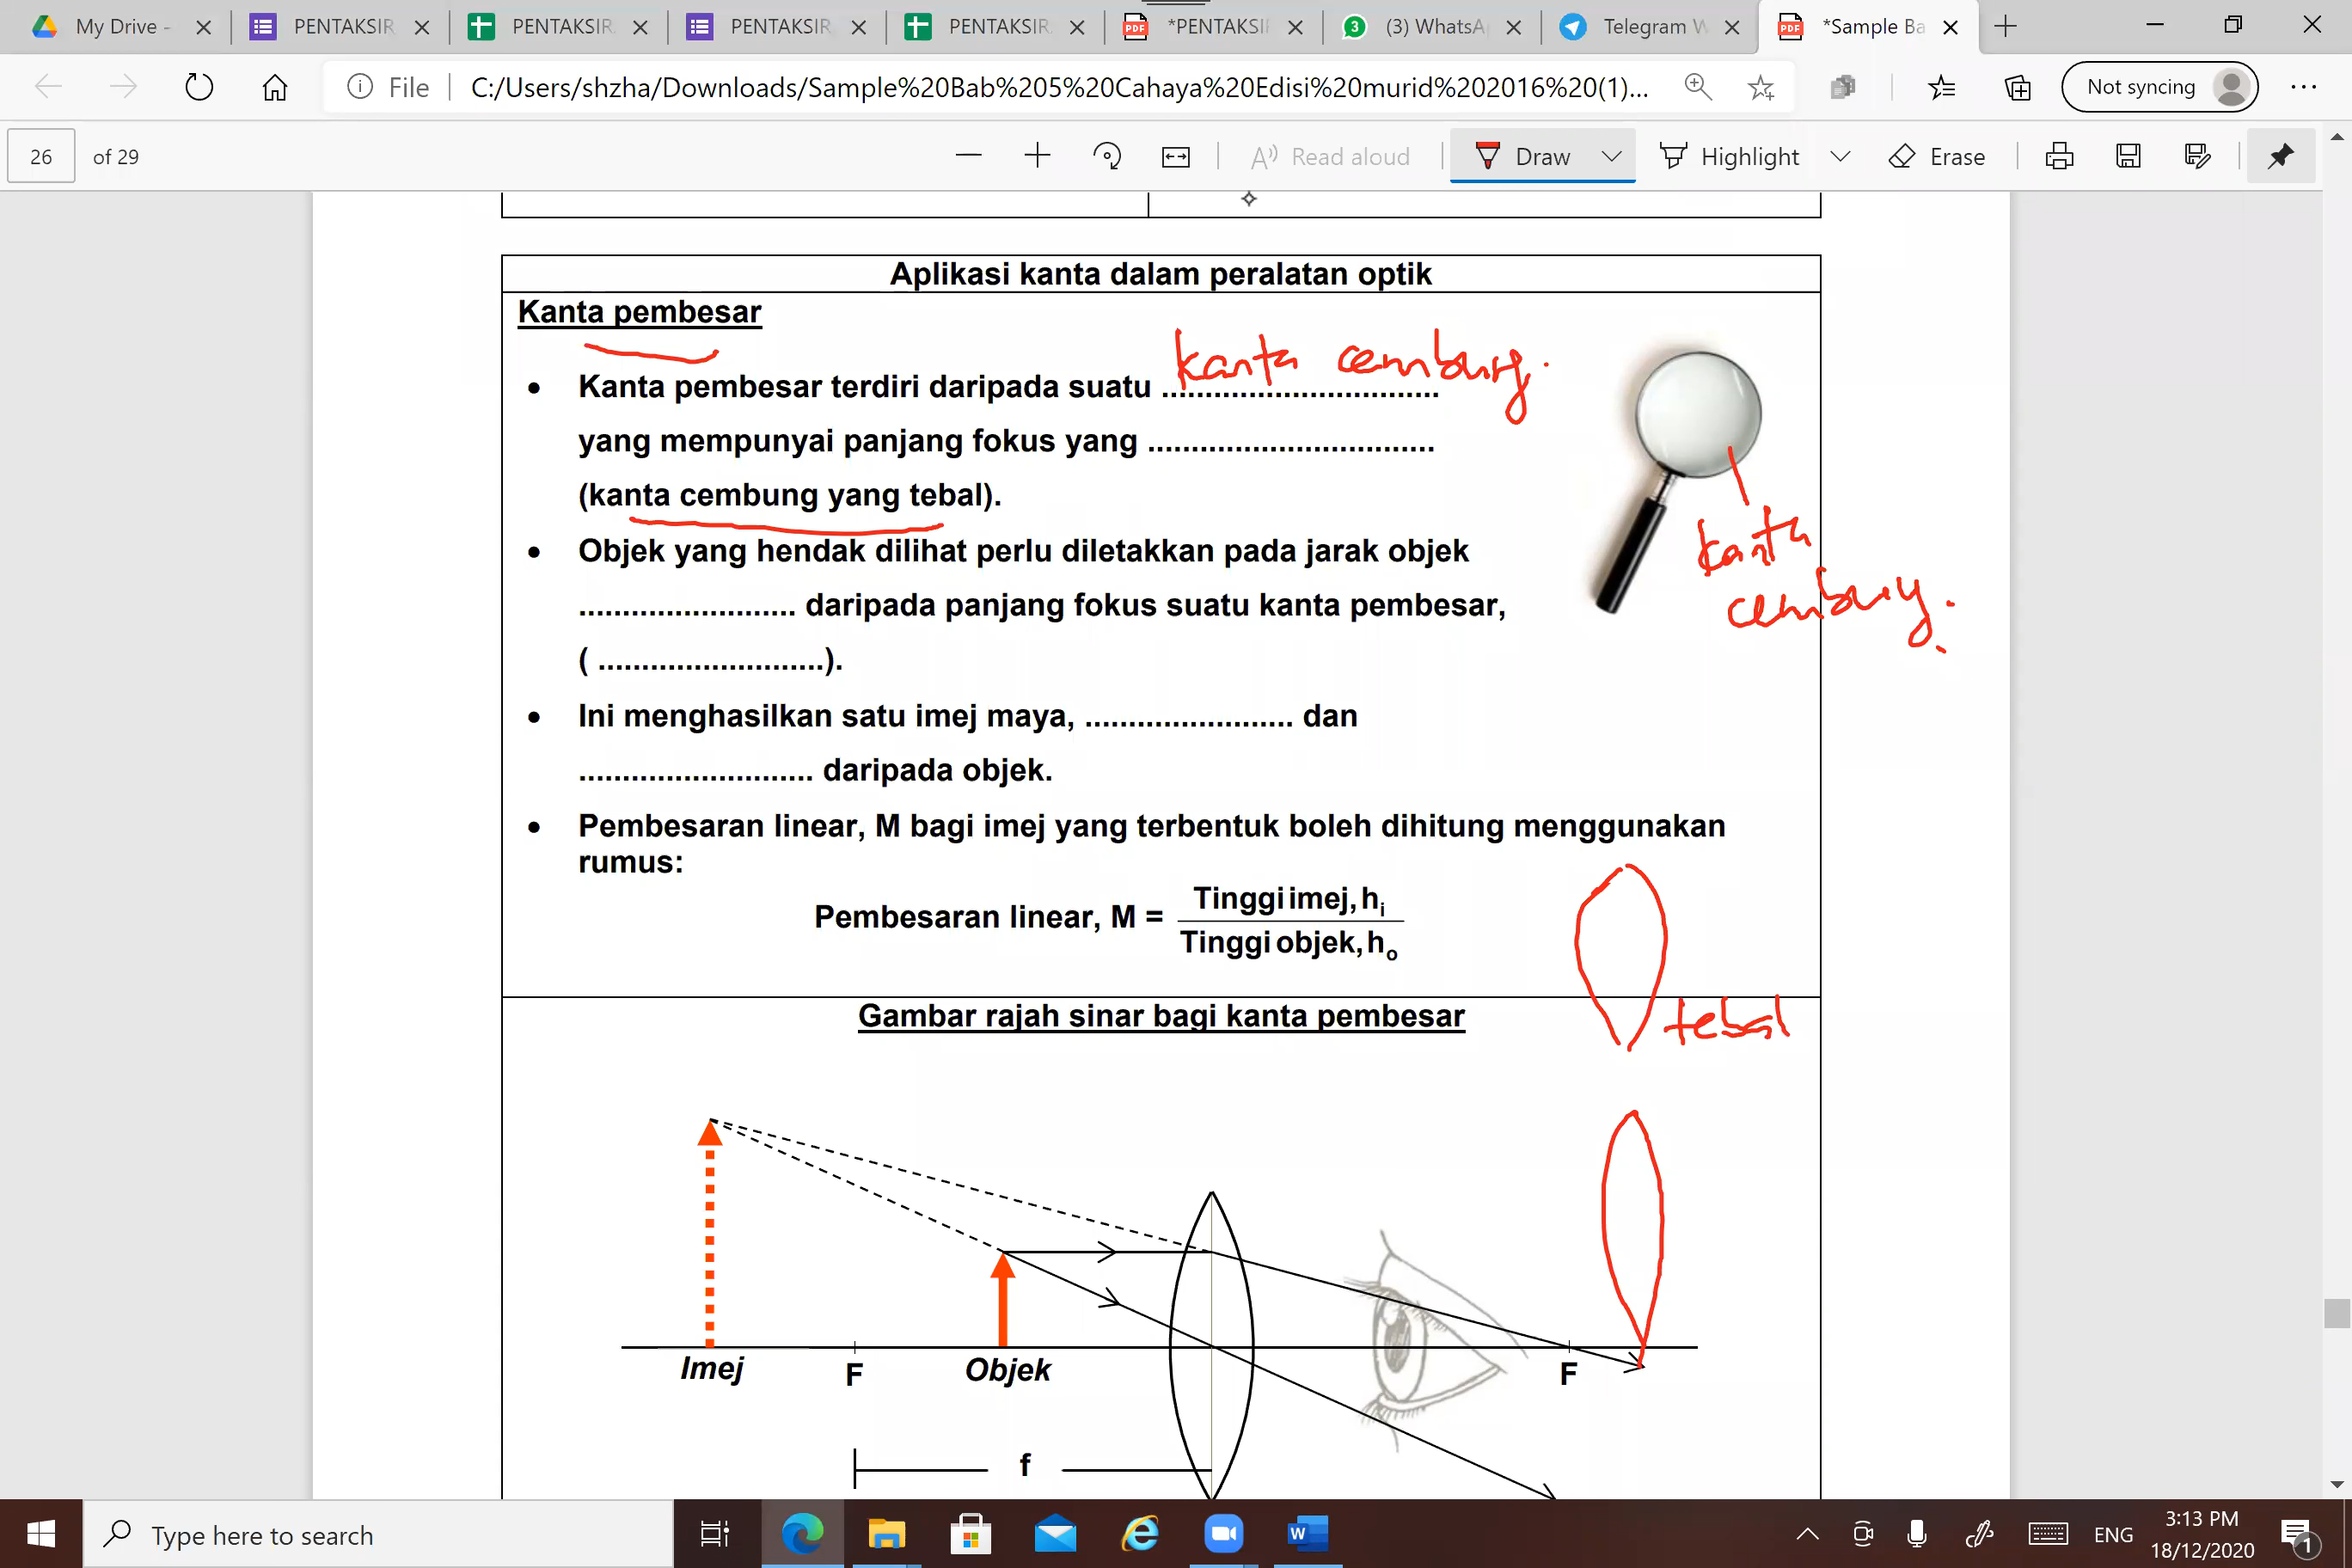 My Drive -
PENTAKSIR
PENTAKSIR
PENTAKSIR
PENTAKSIR
*PENTAKSI
(3) WhatsA
Telegram W
*Sample Ba
File
C:/Users/shzha/Downloads/Sample%20Bab%205%20Cahaya%20Edisi%20murid%202016%20(1)...
Not syncing
26 of 29
Read aloud
Draw
Highlight
Erase
Aplikasi kanta dalam peralatan optik
Kanta pembesar
kanta cembung.
• Kanta pembesar terdiri daripada suatu ................................
yang mempunyai panjang fokus yang .................................
(kanta cembung yang tebal).
kanta
cembung.
• Objek yang hendak dilihat perlu diletakkan pada jarak objek
......................... daripada panjang fokus suatu kanta pembesar,
( ..........................).
• Ini menghasilkan satu imej maya, ........................ dan
........................... daripada objek.
• Pembesaran linear, M bagi imej yang terbentuk boleh dihitung menggunakan
rumus:
Pembesaran linear, M = Tinggi imej, hi
Tinggi objek, ho
Gambar rajah sinar bagi kanta pembesar
tebal
Imej F Objek F
f
Type here to search
ENG
3:13 PM
18/12/2020
1